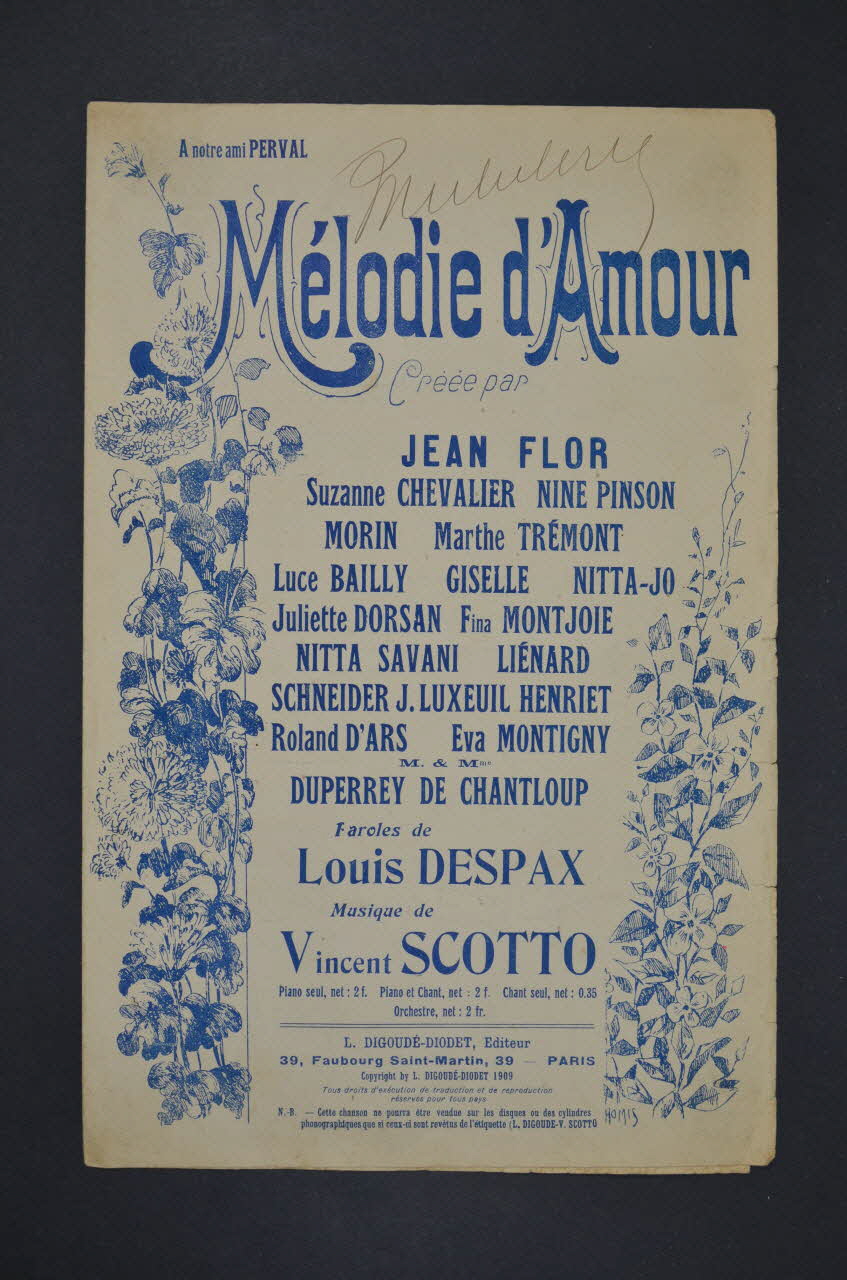 A notre ami PERVAL
Mélodie d'Amour
Créée par
JEAN FLOR
Suzanne CHEVALIER NINE PINSON
MORIN Marthe TRÉMONT
Luce BAILLY GISELLE NITTA-JO
Juliette DORSAN Fina MONTJOIE
NITTA SAVANI LIÉNARD
SCHNEIDER J. LUXEUIL HENRIET
Roland D'ARS Eva MONTIGNY
M. & Mme
DUPERREY DE CHANTLOUP
Paroles de
Louis DESPAX
Musique de
Vincent SCOTTO
Piano seul, net : 2 f. Piano et Chant, net : 2 f. Chant seul, net : 0.35
Orchestre, net : 2 fr.
L. DIGOUDÉ-DIODET, Editeur
39, Faubourg Saint-Martin, 39 — PARIS
Copyright by L. DIGOUDÉ-DIODET 1909
Tous droits d'exécution de traduction et de reproduction
réservés pour tous pays
N.-B. — Cette chanson ne pourra être vendue sur les disques ou des cylindres
phonographiques que si ceux-ci sont revêtus de l'étiquette (L. DIGOUDE-V. SCOTTO
HOMIS